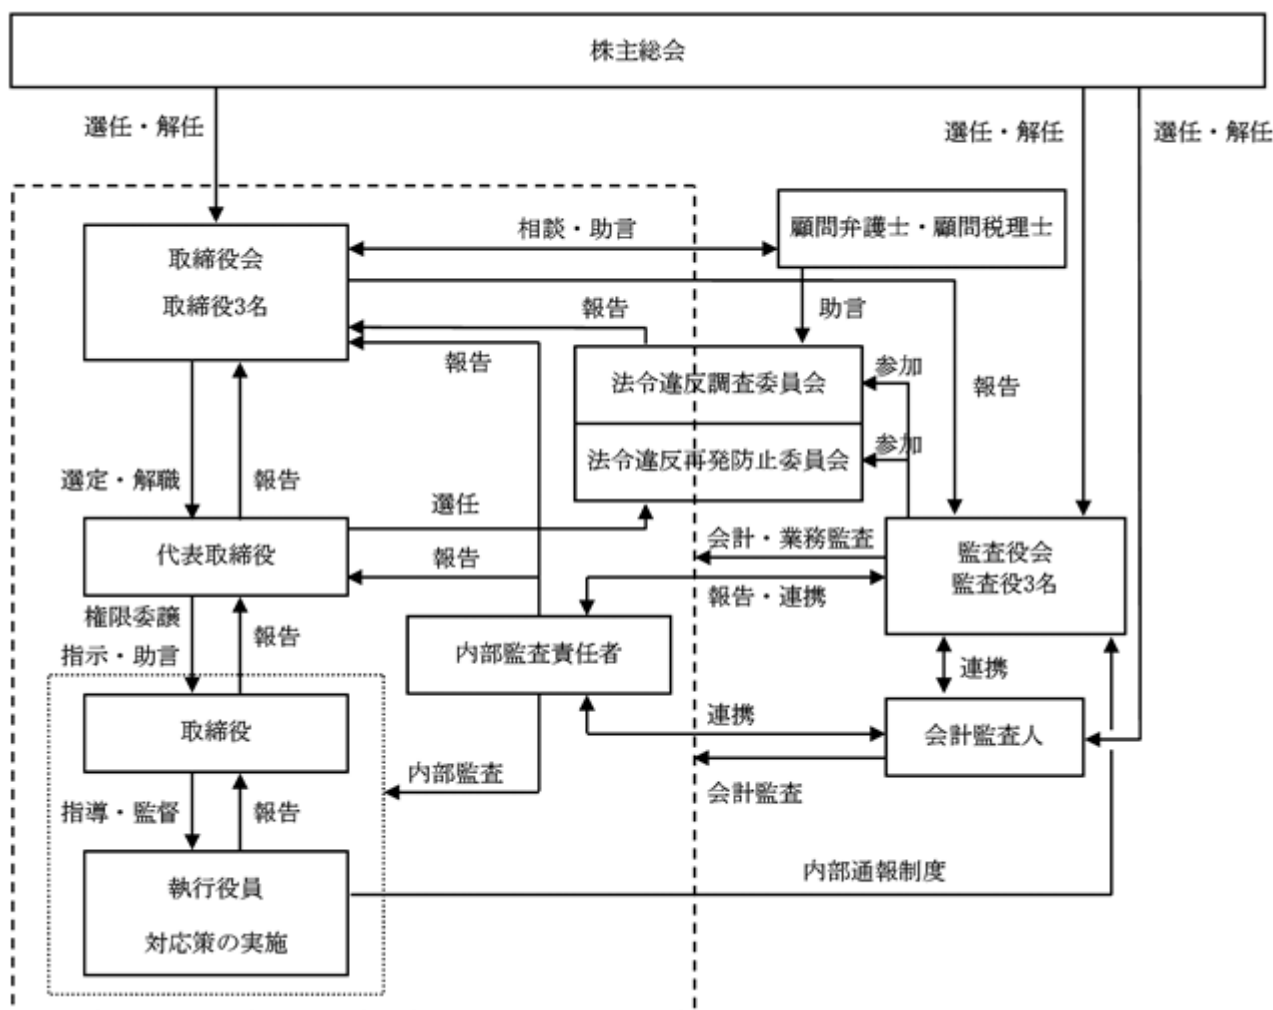 株主総会
選任・解任
選任・解任
選任・解任
取締役会
取締役3名
相談・助言
顧問弁護士・顧問税理士
報告
助言
報告
法令違反調査委員会
参加
報告
法令違反再発防止委員会
参加
選定・解職
報告
選任
代表取締役
報告
会計・業務監査
監査役会
監査役3名
報告・連携
権限委譲
指示・助言
報告
内部監査責任者
連携
取締役
連携
会計監査人
内部監査
会計監査
指導・監督
報告
内部通報制度
執行役員
対応策の実施